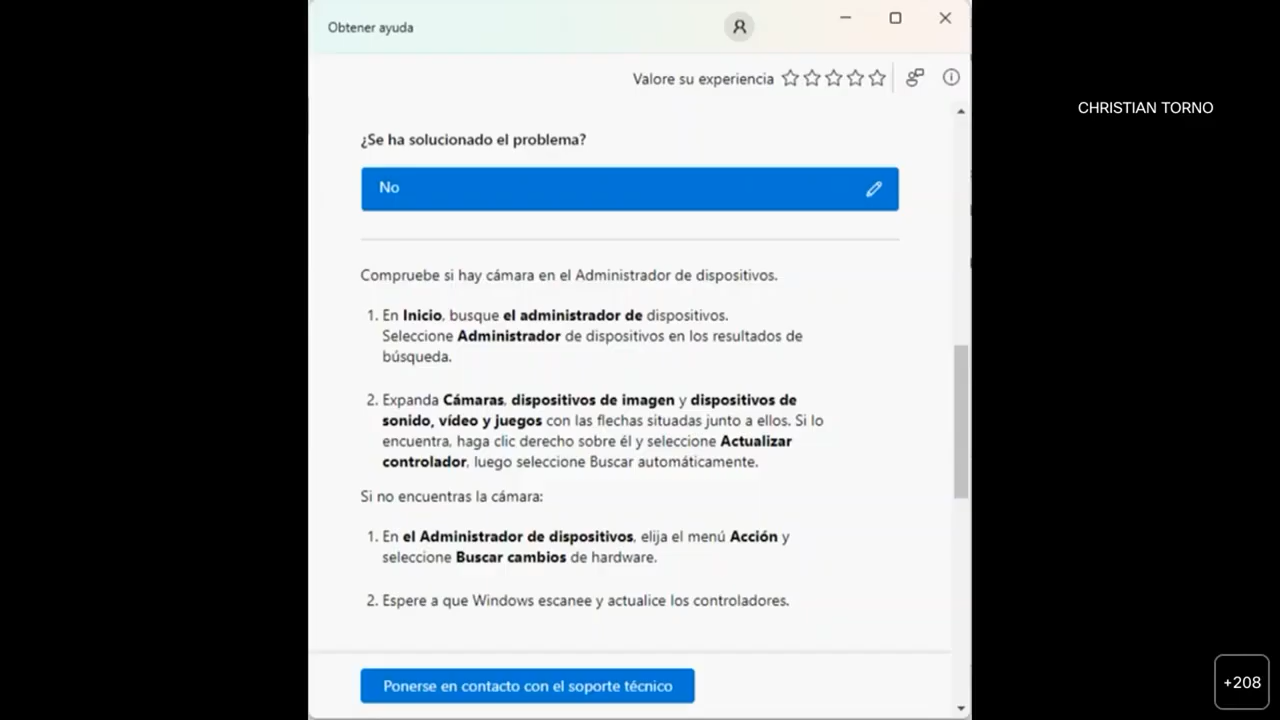 Obtener ayuda
Valore su experiencia
CHRISTIAN TORNO
¿Se ha solucionado el problema?
No
Compruebe si hay cámara en el Administrador de dispositivos.
1. En Inicio, busque el administrador de dispositivos.
Seleccione Administrador de dispositivos en los resultados de
búsqueda.
2. Expanda Cámaras, dispositivos de imagen y dispositivos de
sonido, vídeo y juegos con las flechas situadas junto a ellos. Si lo
encuentra, haga clic derecho sobre él y seleccione Actualizar
controlador, luego seleccione Buscar automáticamente.
Si no encuentras la cámara:
1. En el Administrador de dispositivos, elija el menú Acción y
seleccione Buscar cambios de hardware.
2. Espere a que Windows escanee y actualice los controladores.
Ponerse en contacto con el soporte técnico
+208